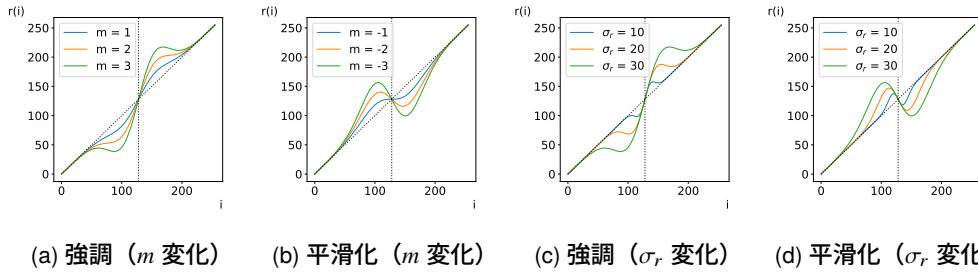 r(i)
250
200
150
100
50
0
m = 1
m = 2
m = 3
0
100
200
i
(a) 強調（m 変化）
r(i)
250
200
150
100
50
0
m = -1
m = -2
m = -3
0
100
200
i
(b) 平滑化（m 変化）
r(i)
250
200
150
100
50
0
σr = 10
σr = 20
σr = 30
0
100
200
i
(c) 強調（σr 変化）
r(i)
250
200
150
100
50
0
σr = 10
σr = 20
σr = 30
0
100
200
i
(d) 平滑化（σr 変化